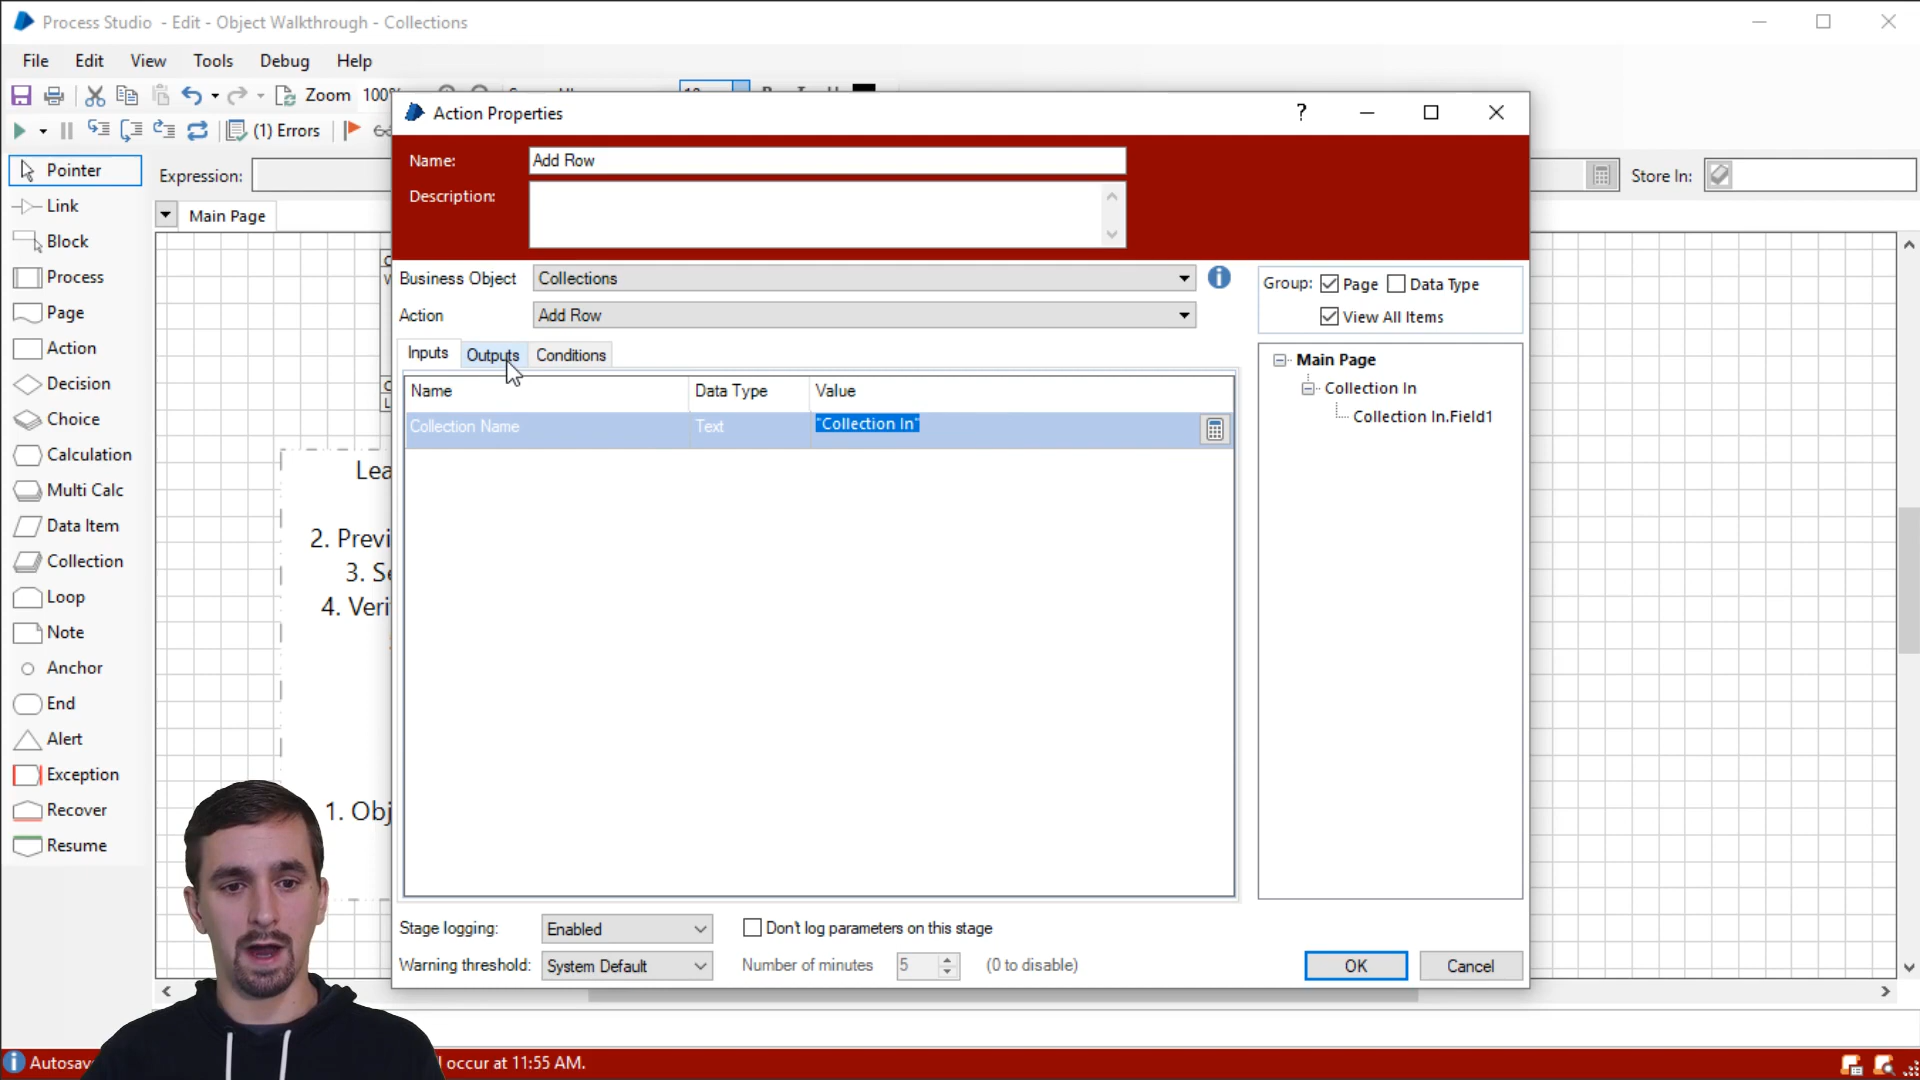 Process Studio - Edit - Object Walkthrough - Collections
File Edit View Tools Debug Help
Zoom 100%
(1) Errors
Pointer
Link
Block
Process
Page
Action
Decision
Choice
Calculation
Multi Calc
Data Item
Collection
Loop
Note
Anchor
End
Alert
Exception
Recover
Resume
Expression:
Store In:
Main Page
Lea
2. Previ
3. Se
4. Veri
1. Obj
Action Properties
Name: Add Row
Description:
Business Object Collections
Action Add Row
Inputs Outputs Conditions
Name Data Type Value
Collection Name Text "Collection In"
Group: Page Data Type
View All Items
Main Page
Collection In
Collection In.Field1
Stage logging: Enabled Don't log parameters on this stage
Warning threshold: System Default Number of minutes 5 (0 to disable)
OK Cancel
Autosav
occur at 11:55 AM.